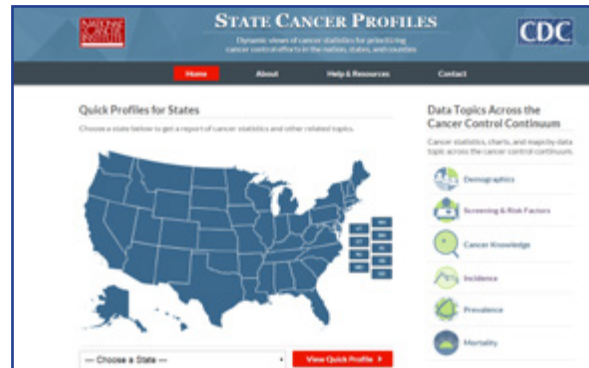 NATIONAL CANCER INSTITUTE
STATE CANCER PROFILES
Dynamic views of cancer statistics for prioritizing
cancer control efforts in the nation, states, and counties
CDC
Home About Help & Resources Contact
Quick Profiles for States
Choose a state below to get a report of cancer statistics and other related topics.
Data Topics Across the
Cancer Control Continuum
Cancer statistics, charts, and maps by data
topic across the cancer control continuum.
Demographics
Screening & Risk Factors
Cancer Knowledge
Incidence
Prevalence
Mortality
--- Choose a State ---
View Quick Profile